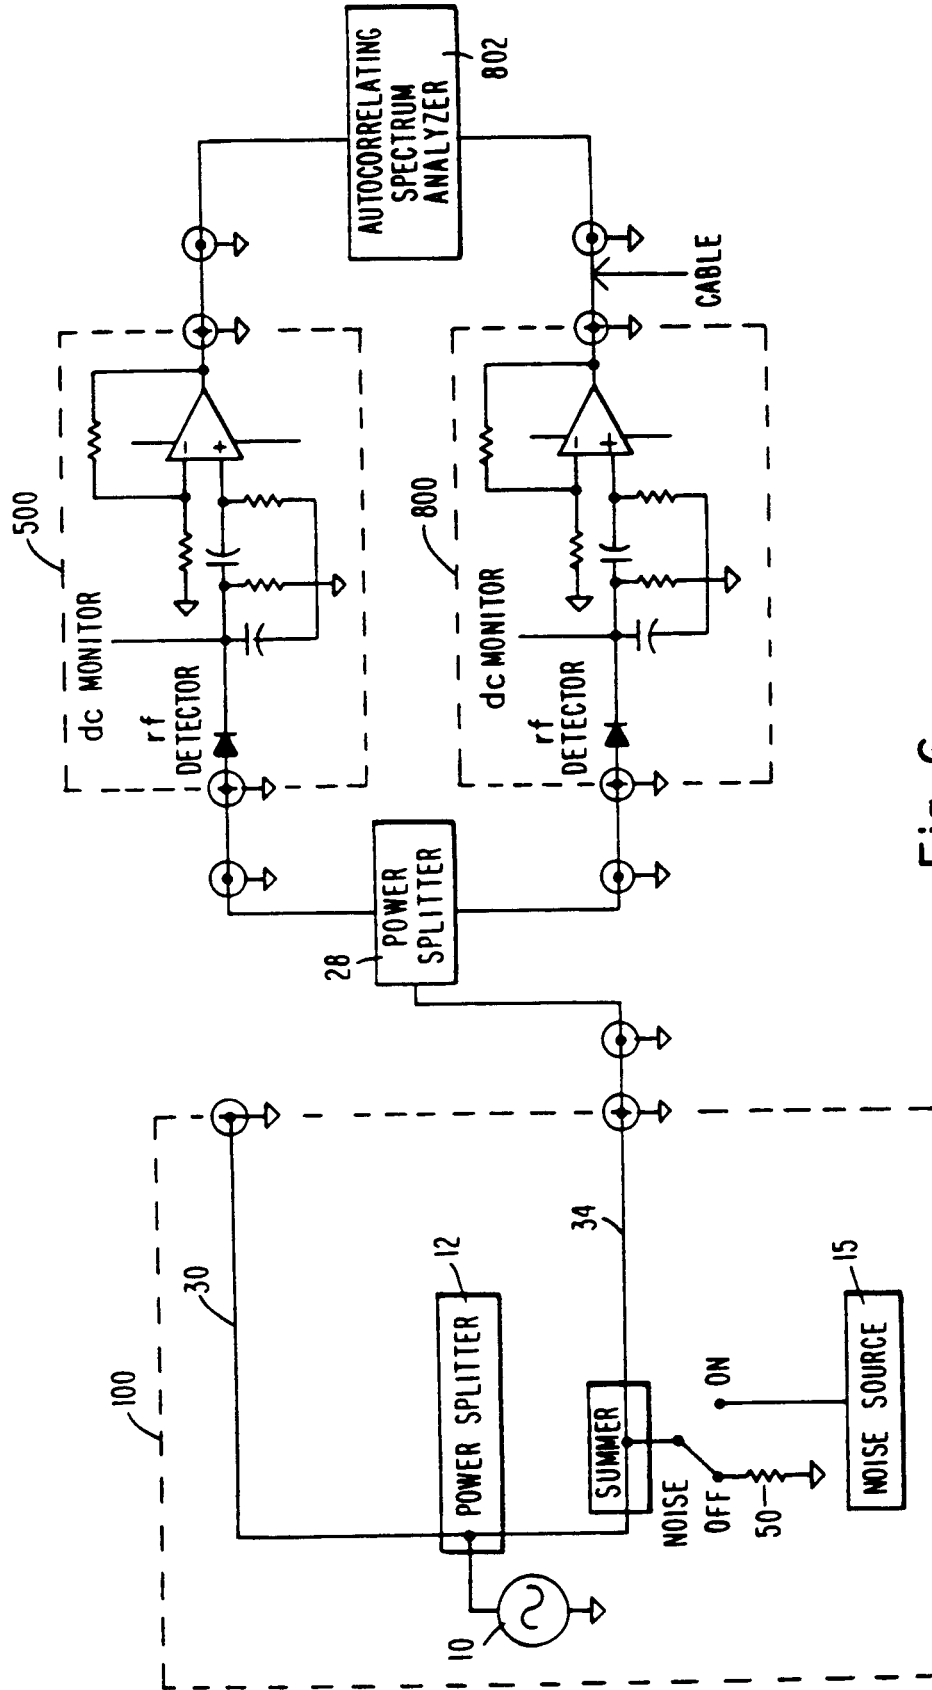 100
30
10
POWER SPLITTER
12
SUMMER
34
NOISE
OFF
ON
50
NOISE SOURCE
15
28
POWER
SPLITTER
500
dc MONITOR
rf
DETECTOR
-
+
800
dc MONITOR
rf
DETECTOR
-
+
CABLE
AUTOCORRELATING
SPECTRUM
ANALYZER
802